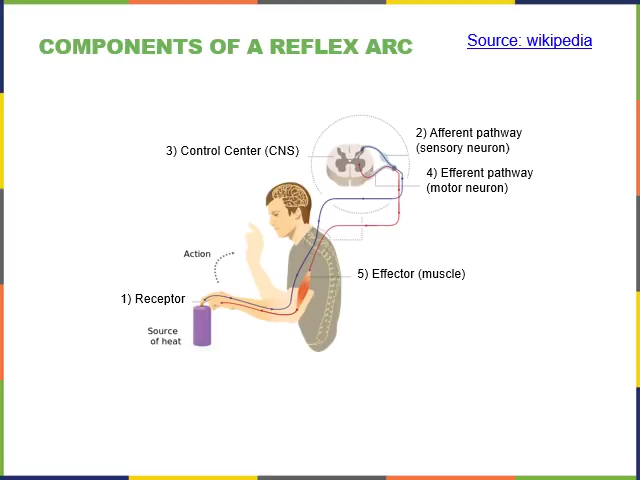 COMPONENTS OF A REFLEX ARC
Source: wikipedia
2) Afferent pathway
(sensory neuron)
3) Control Center (CNS)
4) Efferent pathway
(motor neuron)
Action
5) Effector (muscle)
1) Receptor
Source
of heat